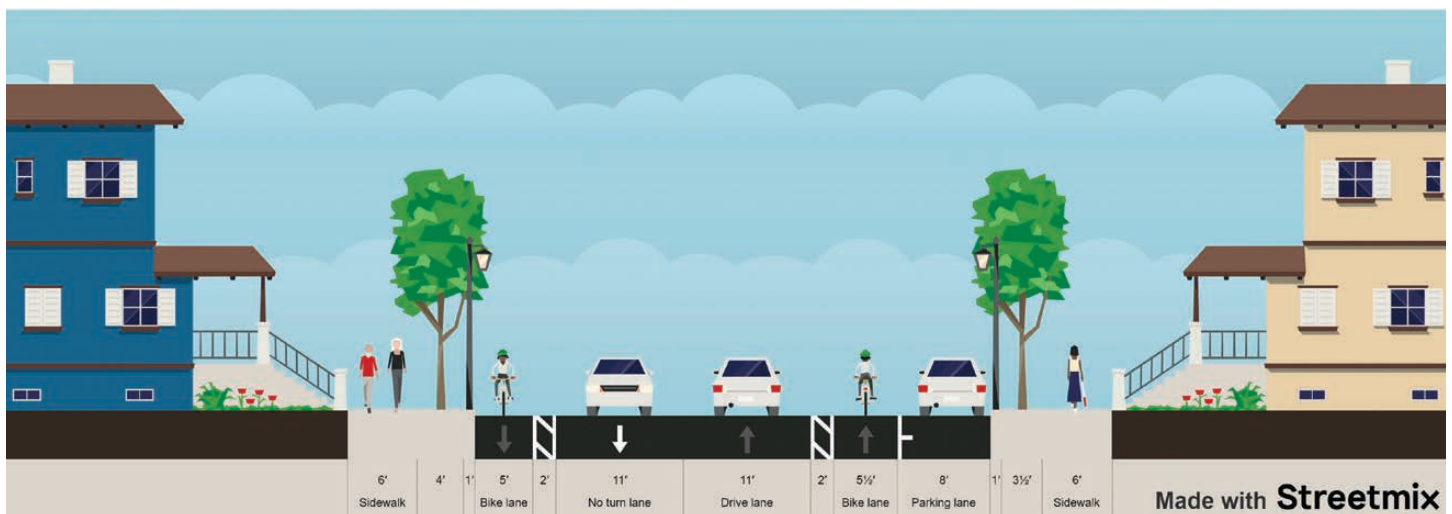 6' 4' 1' 5' 2' 11' 11' 2' 5½' 8' 1' 3½' 6'
Sidewalk Bike lane No turn lane Drive lane Bike lane Parking lane Sidewalk
Made with Streetmix